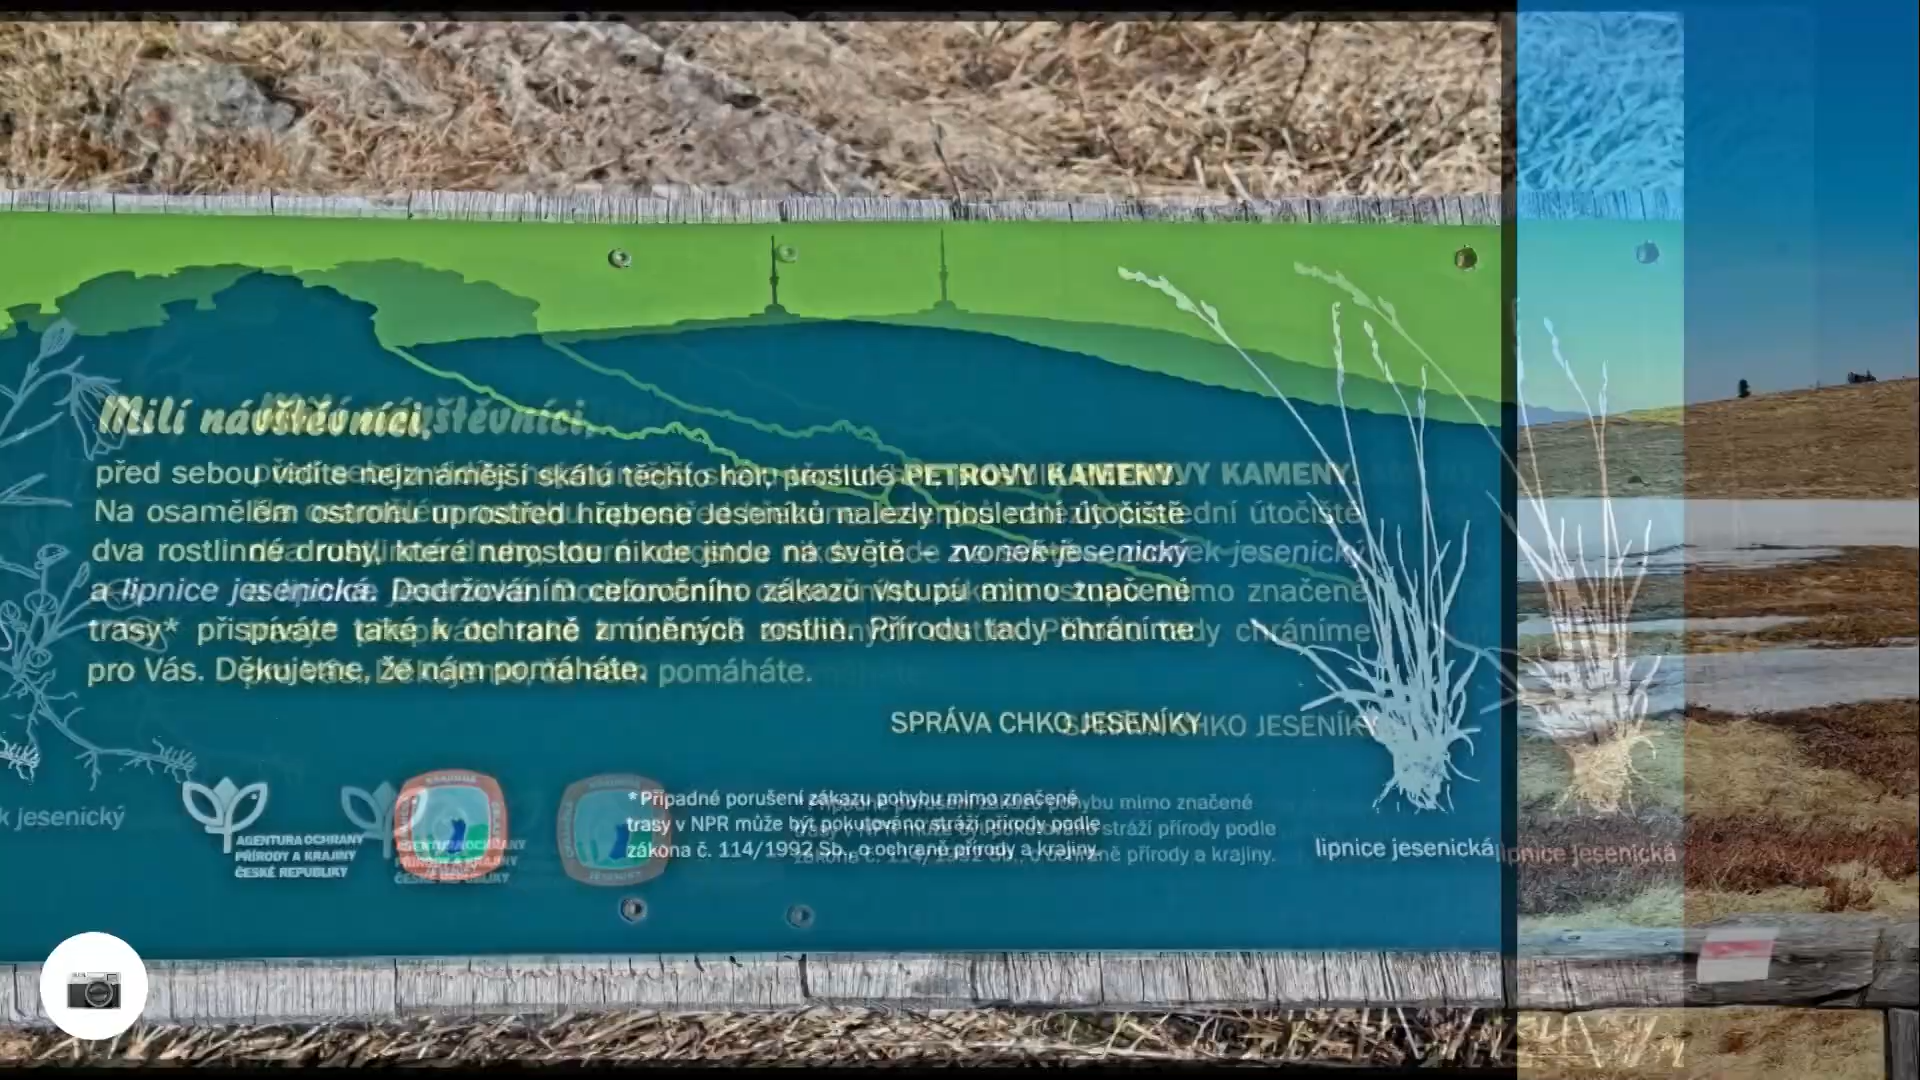 Milí návštěvníci,
před sebou vidíte nejznámější skálu těchto hor, proslulé PETROVY KAMENY.
Na osamělém ostrohu uprostřed hřebene Jeseníků nalezly poslední útočiště
dva rostlinné druhy, které nerostou nikde jinde na světě – zvonek jesenický
a lipnice jesenická. Dodržováním celoročního zákazu vstupu mimo značené
trasy* přispíváte také k ochraně zmíněných rostlin. Přírodu tady chráníme
pro Vás. Děkujeme, že nám pomáháte.
SPRÁVA CHKO JESENÍKY
k jesenický
AGENTURA OCHRANY
PŘÍRODY A KRAJINY
ČESKÉ REPUBLIKY
* Případné porušení zákazu pohybu mimo značené
trasy v NPR může být pokutováno stráží přírody podle
zákona č. 114/1992 Sb., o ochraně přírody a krajiny.
lipnice jesenická